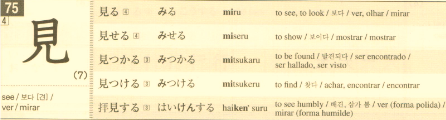 75
4
見
(7)
see / 보다 [견] /
ver / mirar
見る ④ みる miru to see, to look / 보다 / ver, olhar / mirar
見せる ④ みせる miseru to show / 보이다 / mostrar / mostrar
見つかる ③ みつかる mitsukaru to be found / 발견되다 / ser encontrado /
ser hallado, ser visto
見つける ③ みつける mitsukeru to find / 찾다 / achar, encontrar / encontrar
拝見する ③ はいけんする haiken' suru to see humbly / 배견, 삼가 봄 / ver (forma polida) /
mirar (forma humilde)